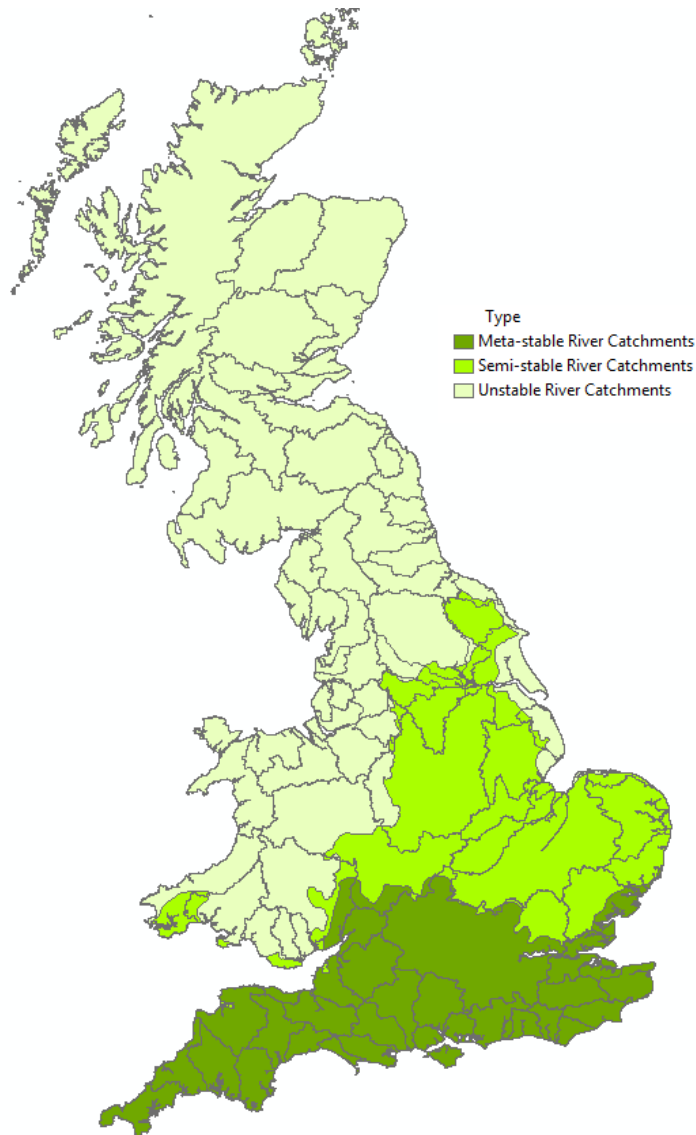 Type
Meta-stable River Catchments
Semi-stable River Catchments
Unstable River Catchments